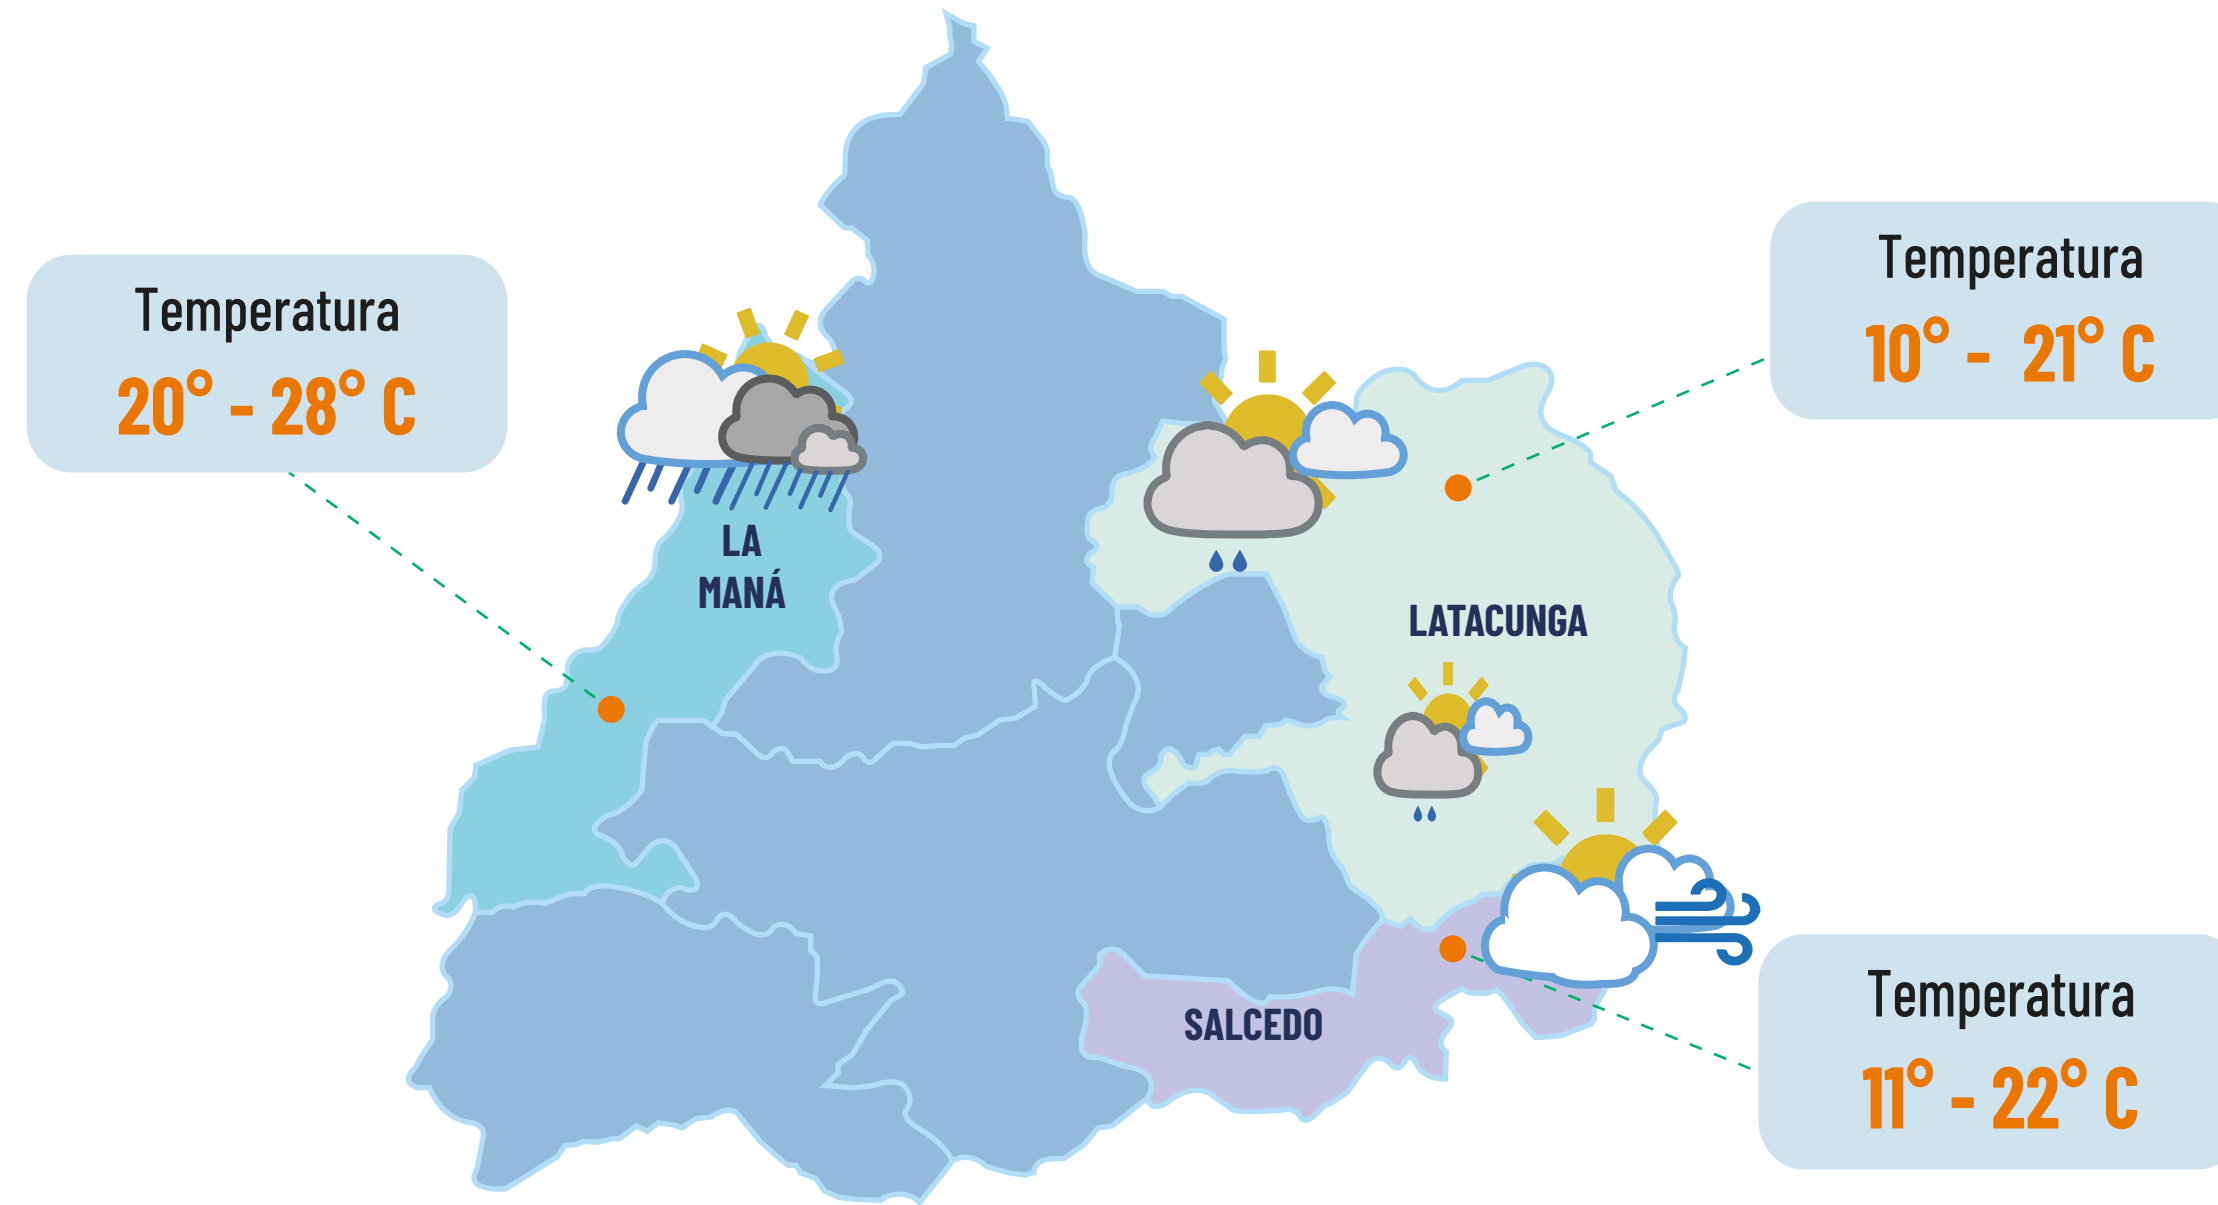 Temperatura
20° - 28° C
LA
MANÁ
Temperatura
10° - 21° C
LATACUNGA
SALCEDO
Temperatura
11° - 22° C